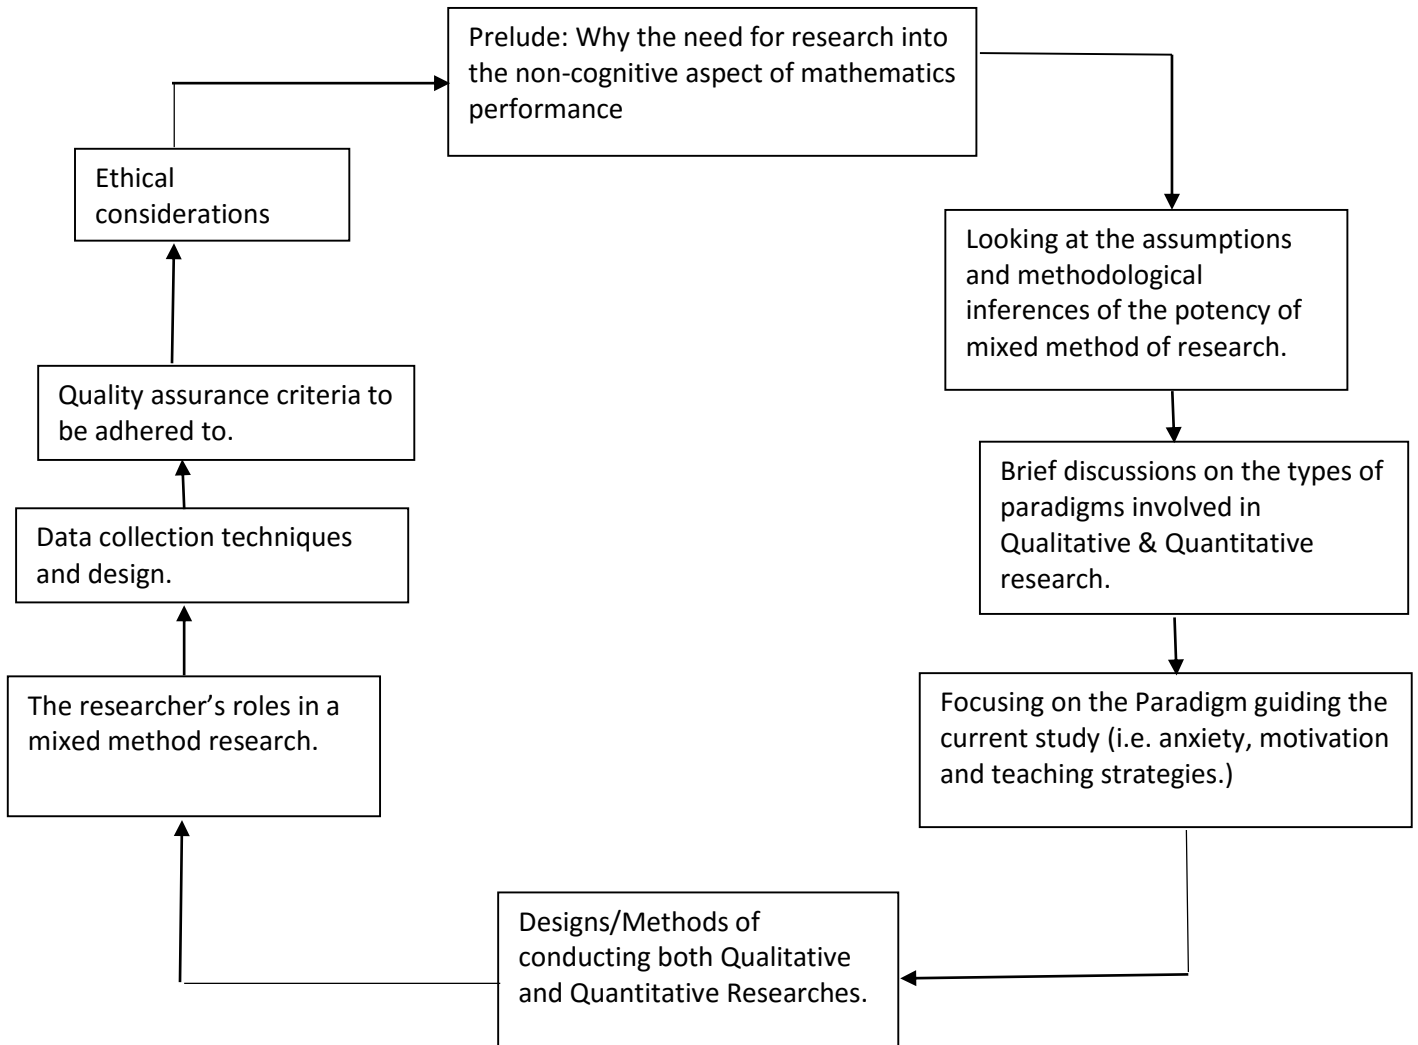 Prelude: Why the need for research into
the non-cognitive aspect of mathematics
performance
Looking at the assumptions
and methodological
inferences of the potency of
mixed method of research.
Brief discussions on the types of
paradigms involved in
Qualitative & Quantitative
research.
Focusing on the Paradigm guiding the
current study (i.e. anxiety, motivation
and teaching strategies.)
Designs/Methods of
conducting both Qualitative
and Quantitative Researches.
The researcher’s roles in a
mixed method research.
Data collection techniques
and design.
Quality assurance criteria to
be adhered to.
Ethical
considerations